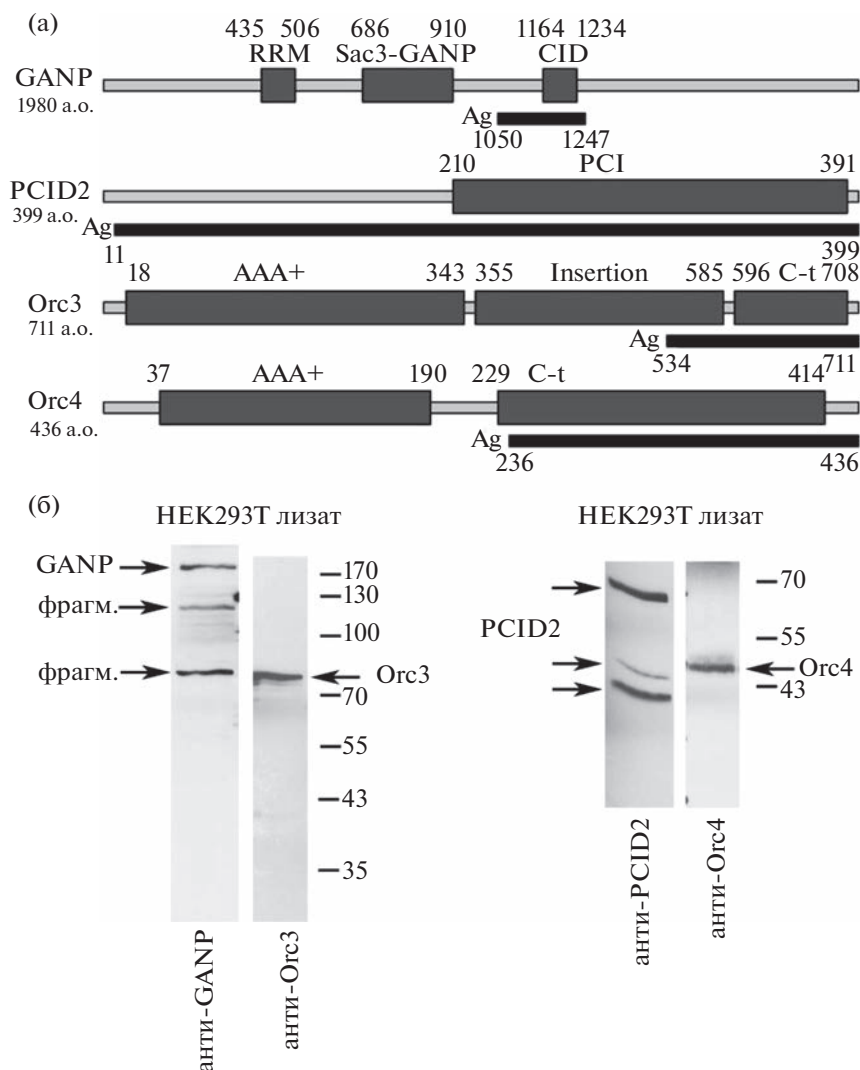 (а)
435 506 686 910 1164 1234
RRM Sac3-GANP CID
GANP
1980 а.о.
Ag
1050 1247
210 PCI 391
PCID2
399 а.о.
Ag
11 399
18 AAA+ 343 355 Insertion 585 596 C-t 708
Orc3
711 а.о.
Ag
534 711
37 AAA+ 190 229 C-t 414
Orc4
436 а.о.
Ag
236 436
(б)
HEK293T лизат
GANP
фрагм.
фрагм.
170
130
100
Orc3
70
55
43
35
анти-GANP
анти-Orc3
HEK293T лизат
PCID2
70
55
Orc4
43
анти-PCID2
анти-Orc4